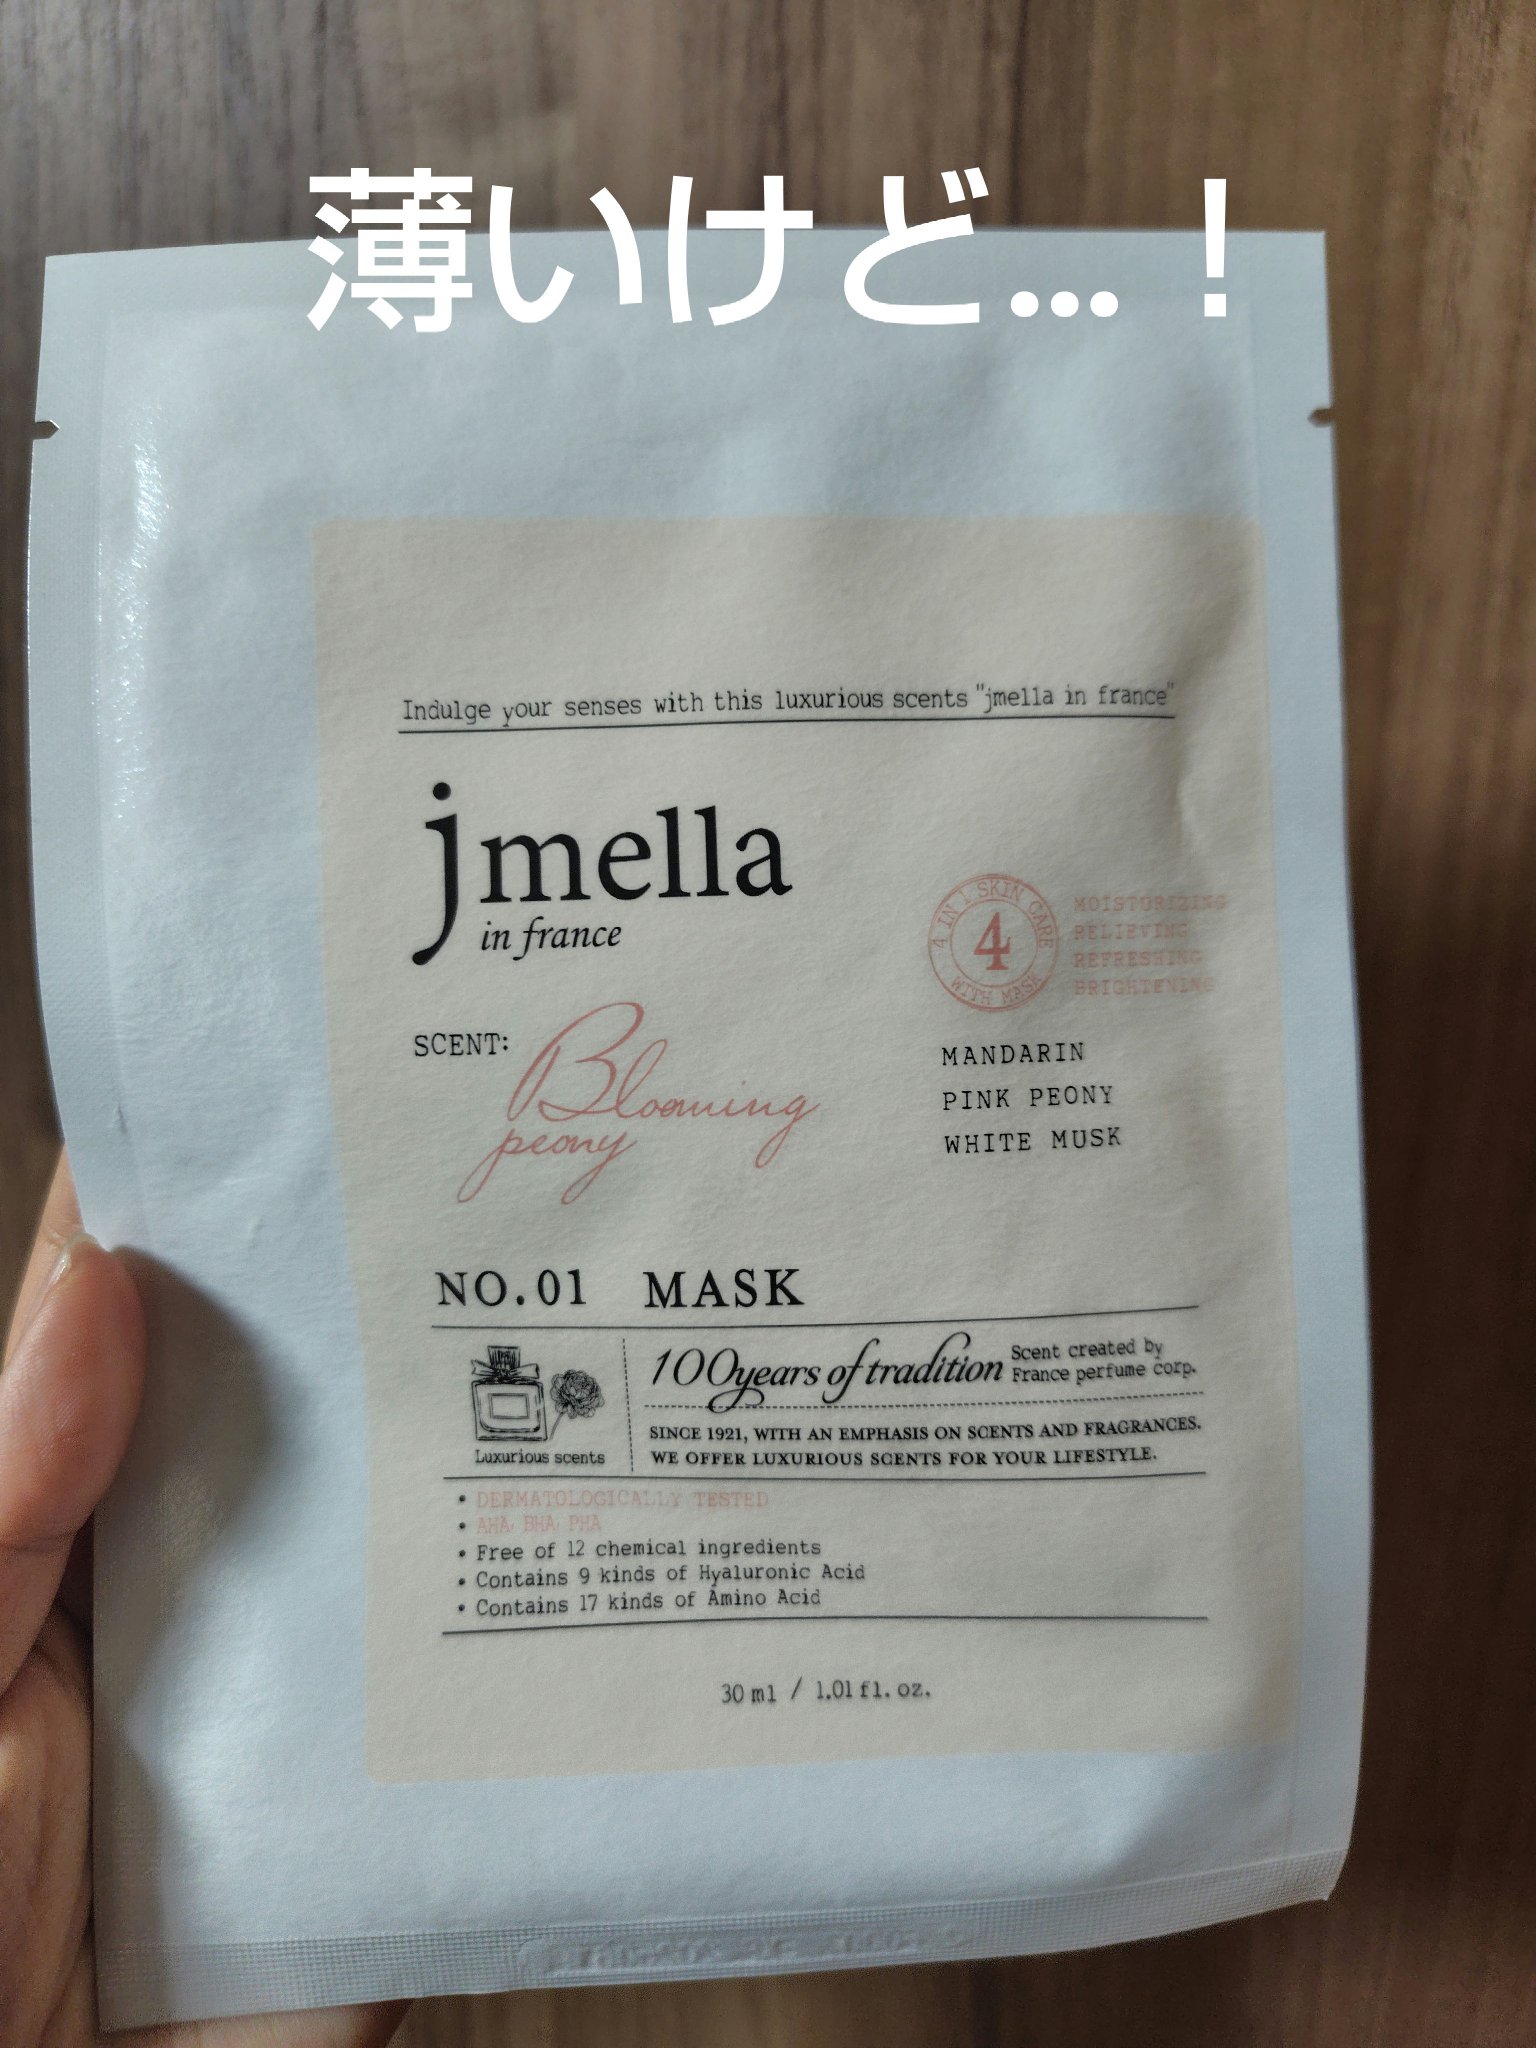 薄いけど…！
Indulge your senses with this luxurious scents "jmella in france"
jmella
in france
4 IN 1 SKIN CARE
4
WITH MASK
MOISTURIZING
RELIEVING
REFRESHING
BRIGHTENING
SCENT:
Blooming
peony
MANDARIN
PINK PEONY
WHITE MUSK
NO.01 MASK
Luxurious scents
100years of tradition
Scent created by
France perfume corp.
SINCE 1921, WITH AN EMPHASIS ON SCENTS AND FRAGRANCES.
WE OFFER LUXURIOUS SCENTS FOR YOUR LIFESTYLE.
• DERMATOLOGICALLY TESTED
• AHA, BHA, PHA
• Free of 12 chemical ingredients
• Contains 9 kinds of Hyaluronic Acid
• Contains 17 kinds of Amino Acid
30 ml / 1.01 fl. oz.